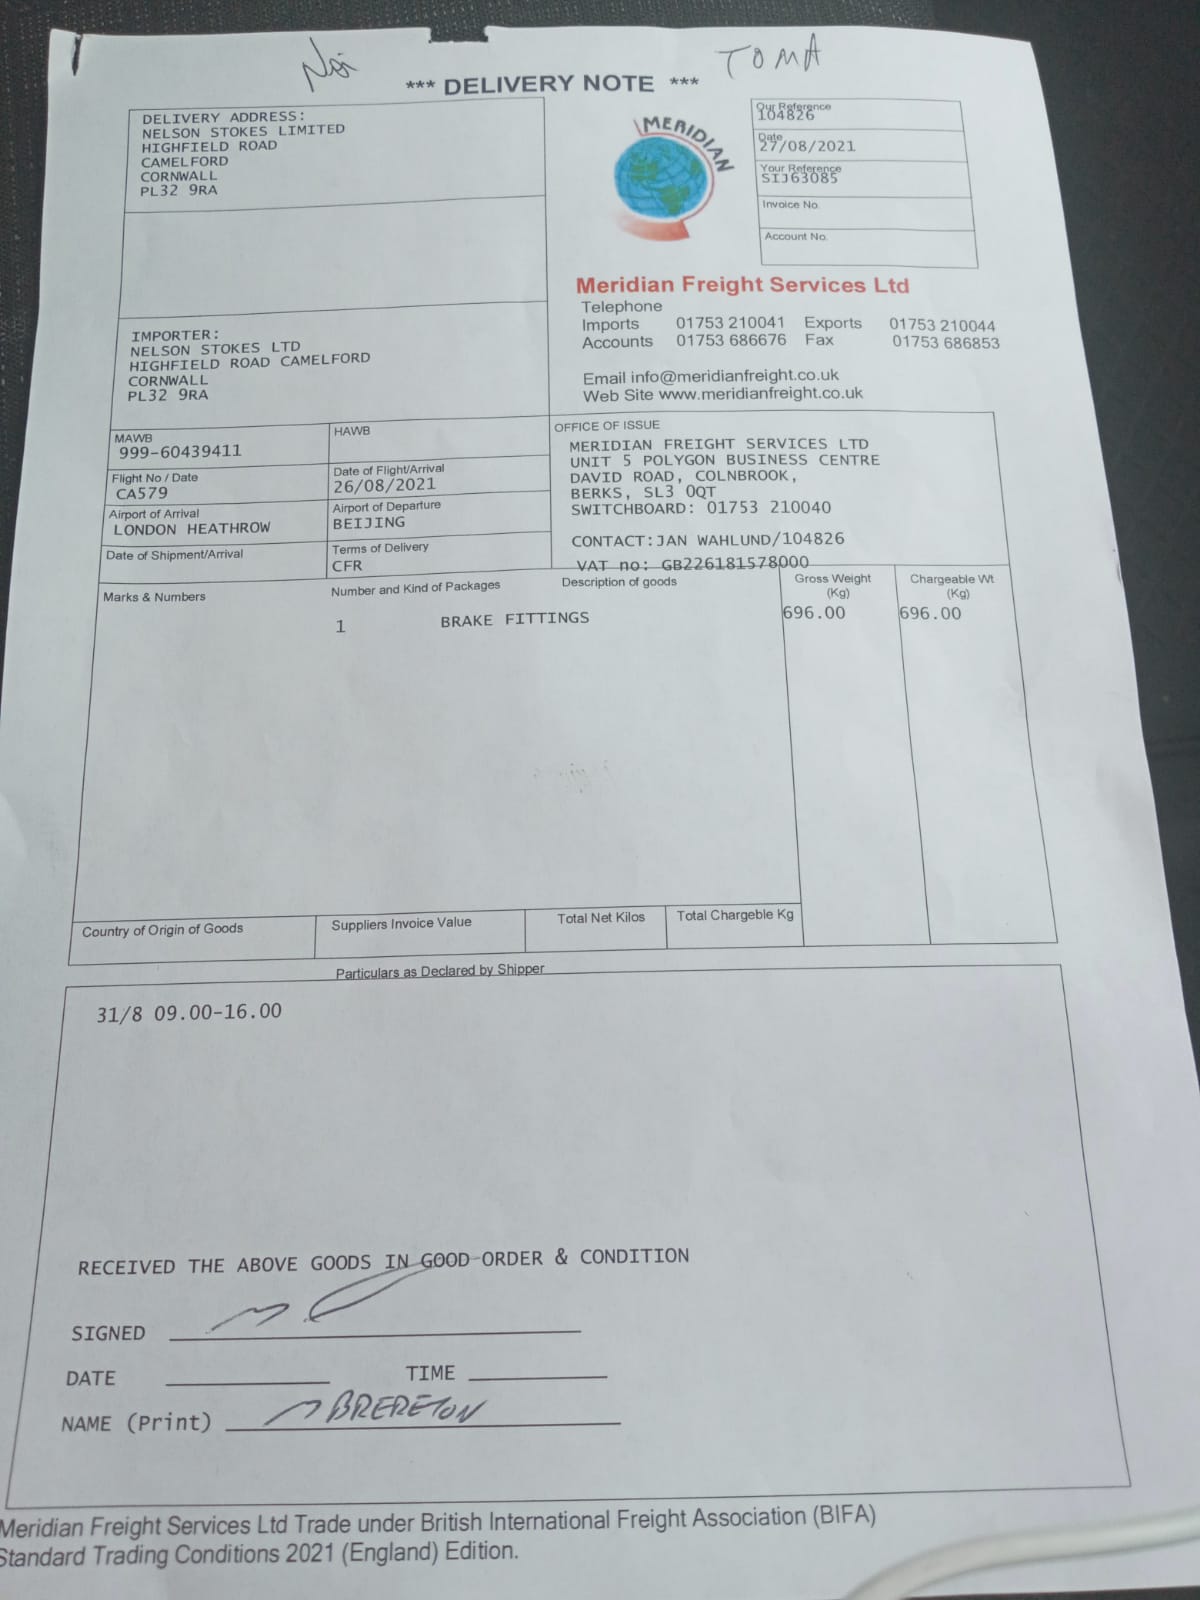 TOMA
*** DELIVERY NOTE ***
DELIVERY ADDRESS:
NELSON STOKES LIMITED
HIGHFIELD ROAD
CAMELFORD
CORNWALL
PL32 9RA
MERIDIAN
Our Reference
104826
Date
27/08/2021
Your Reference
SIJ63085
Invoice No.
Account No.
Meridian Freight Services Ltd
Telephone
Imports 01753 210041 Exports 01753 210044
Accounts 01753 686676 Fax 01753 686853
Email info@meridianfreight.co.uk
Web Site www.meridianfreight.co.uk
IMPORTER:
NELSON STOKES LTD
HIGHFIELD ROAD CAMELFORD
CORNWALL
PL32 9RA
MAWB
999-60439411
HAWB
Flight No / Date
CA579
Date of Flight/Arrival
26/08/2021
Airport of Arrival
LONDON HEATHROW
Airport of Departure
BEIJING
Date of Shipment/Arrival
Terms of Delivery
CFR
OFFICE OF ISSUE
MERIDIAN FREIGHT SERVICES LTD
UNIT 5 POLYGON BUSINESS CENTRE
DAVID ROAD, COLNBROOK,
BERKS, SL3 0QT
SWITCHBOARD: 01753 210040
CONTACT:JAN WAHLUND/104826
VAT no: GB226181578000
Marks & Numbers
Number and Kind of Packages
Description of goods
Gross Weight
(Kg)
Chargeable Wt
(Kg)
1 BRAKE FITTINGS 696.00 696.00
Country of Origin of Goods
Suppliers Invoice Value
Total Net Kilos
Total Chargeble Kg
Particulars as Declared by Shipper
31/8 09.00-16.00
RECEIVED THE ABOVE GOODS IN GOOD ORDER & CONDITION
SIGNED
DATE TIME
NAME (Print) BRERETON
Meridian Freight Services Ltd Trade under British International Freight Association (BIFA)
Standard Trading Conditions 2021 (England) Edition.